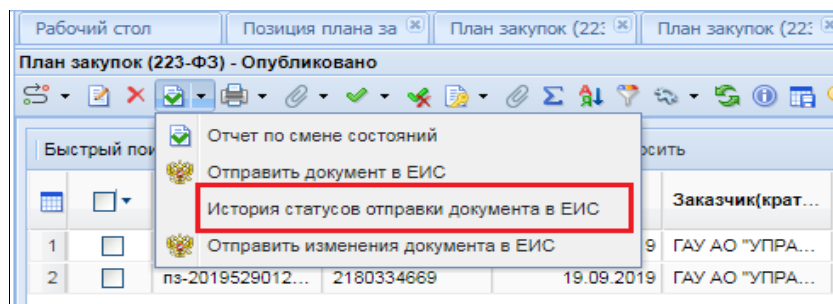 Рабочий стол
Позиция плана за
План закупок (223
План закупок (223
План закупок (223-ФЗ) - Опубликовано
Отчет по смене состояний
Быстрый пои
осить
Отправить документ в ЕИС
История статусов отправки документа в ЕИС
Заказчик(крат...
Отправить изменения документа в ЕИС
1
9
ГАУ АО "УПРА...
2
пз-2019529012...
2180334669
19.09.2019
ГАУ АО "УПРА...